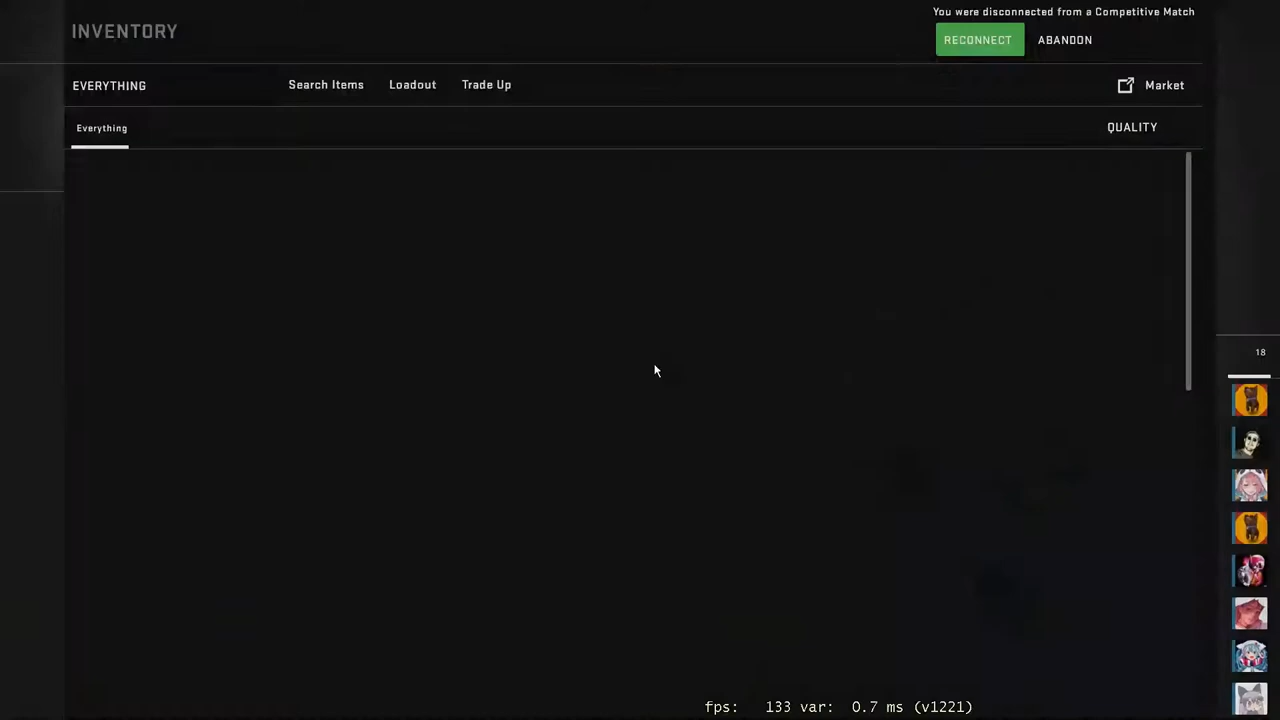 You were disconnected from a Competitive Match
INVENTORY
RECONNECT ABANDON
EVERYTHING Search Items Loadout Trade Up Market
Everything QUALITY
18
fps: 133 var: 0.7 ms (v1221)